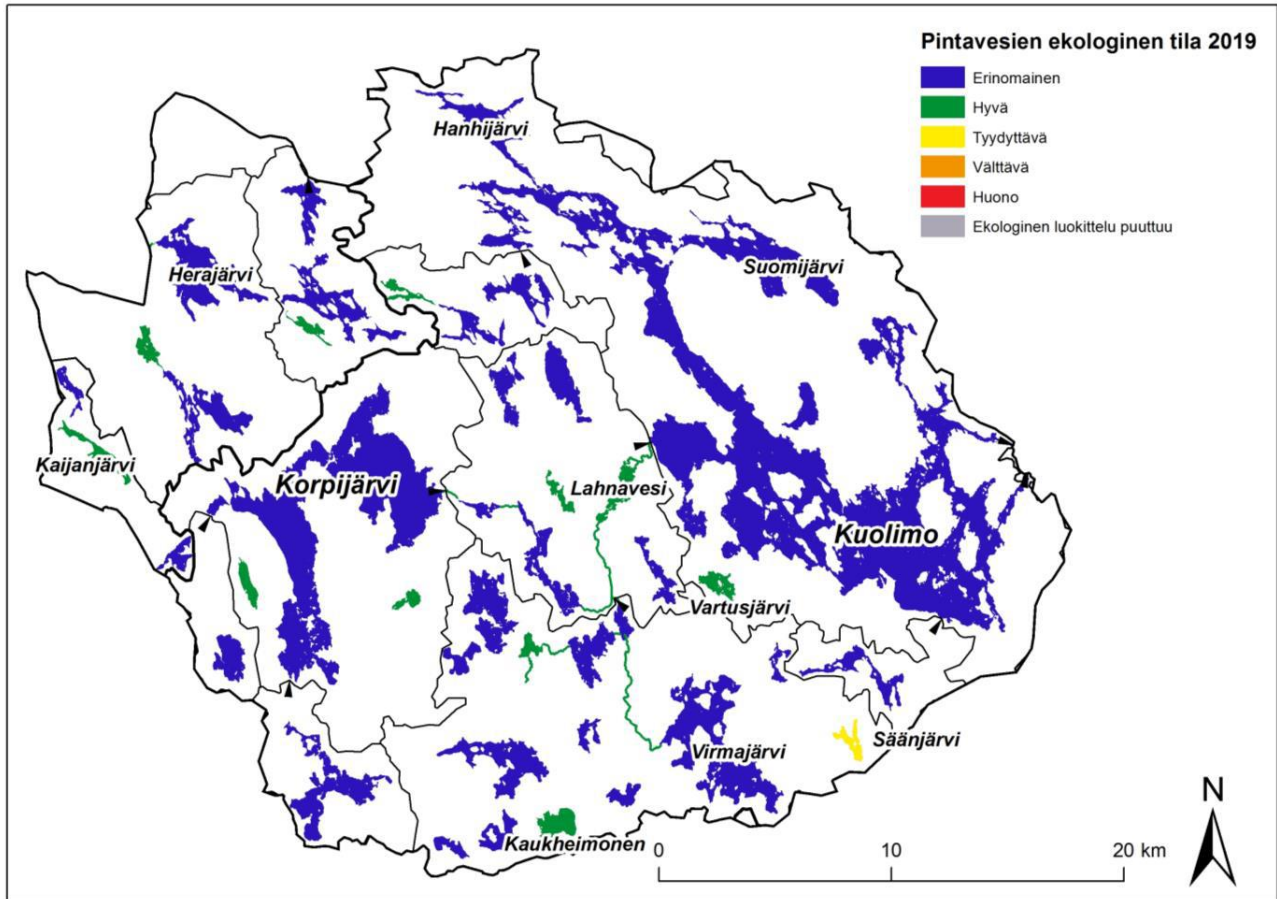 Pintavesien ekologinen tila 2019
Erinomainen
Hyvä
Tyydyttävä
Välttävä
Huono
Ekologinen luokittelu puuttuu
Hanhijärvi
Suomijärvi
Herajärvi
Kaijanjärvi
Korpijärvi
Lahnavesi
Kuolimo
Vartusjärvi
Säänjärvi
Virmajärvi
Kaukheimonen
0 10 20 km
N